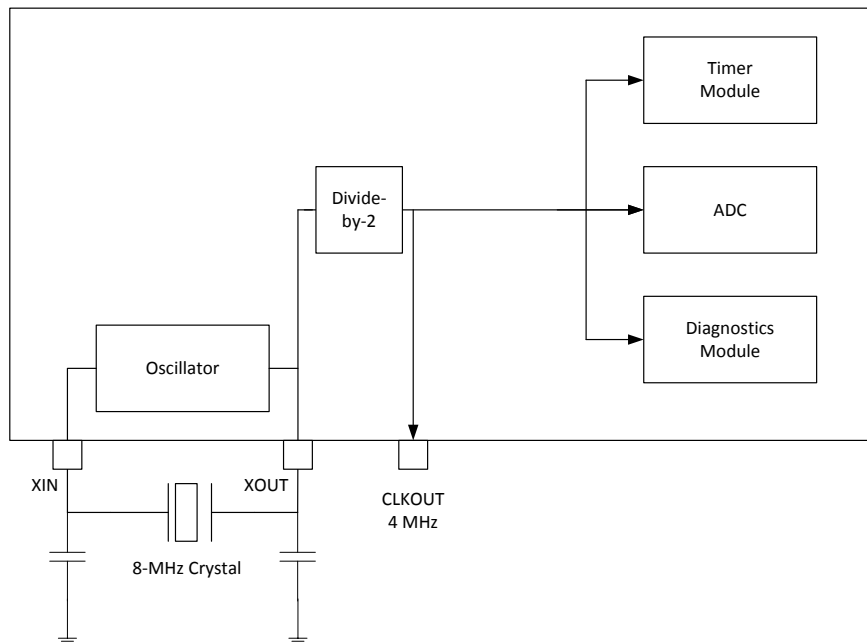 Timer
Module
Divide-
by-2
ADC
Oscillator
Diagnostics
Module
XIN
XOUT
CLKOUT
4 MHz
8-MHz Crystal